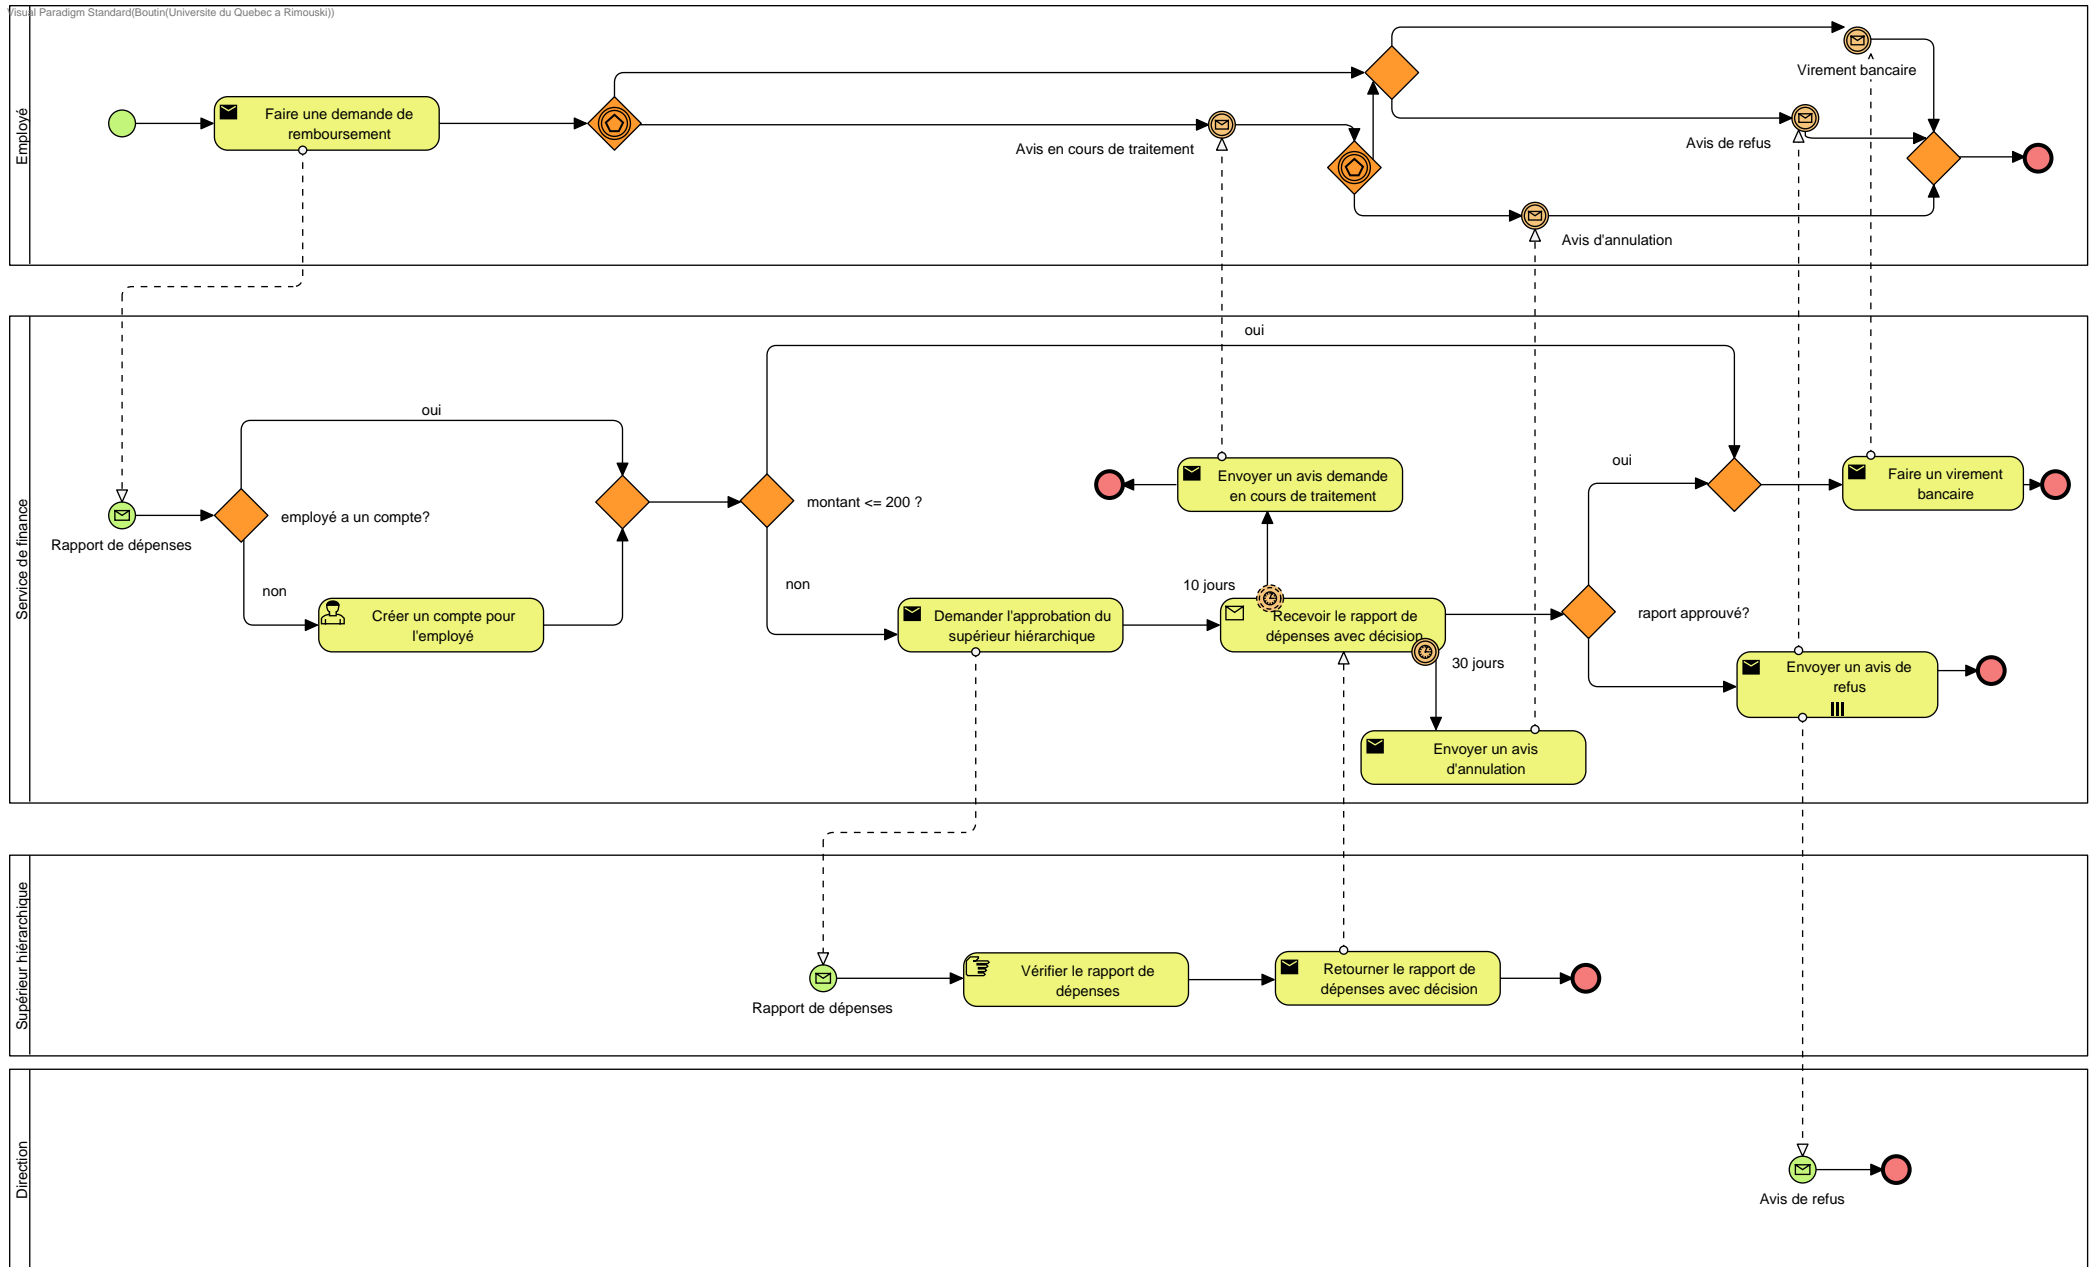 Visual Paradigm Standard(Boutin(Universite du Quebec a Rimouski))
Employé
Faire une demande de
remboursement
Avis en cours de traitement
Virement bancaire
Avis de refus
Avis d'annulation
Service de finance
oui
oui
Rapport de dépenses
employé a un compte?
non
Créer un compte pour
l'employé
montant <= 200 ?
non
Demander l'approbation du
supérieur hiérarchique
Envoyer un avis demande
en cours de traitement
10 jours
Recevoir le rapport de
dépenses avec décision
30 jours
Envoyer un avis
d'annulation
oui
raport approuvé?
Faire un virement
bancaire
Envoyer un avis de
refus
Supérieur hiérarchique
Rapport de dépenses
Vérifier le rapport de
dépenses
Retourner le rapport de
dépenses avec décision
Direction
Avis de refus